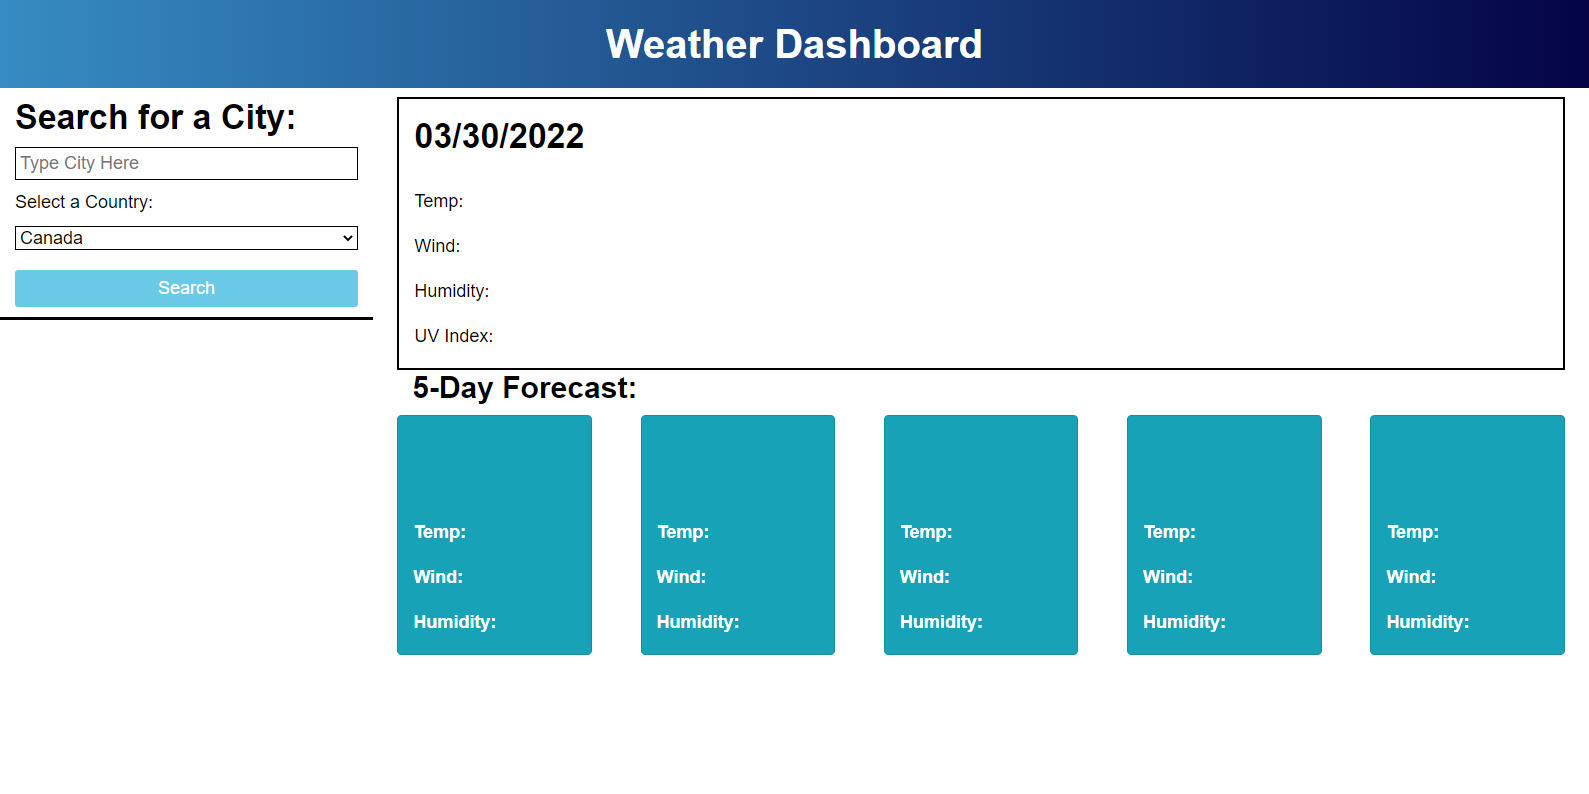 Weather Dashboard
Search for a City:
Type City Here
Select a Country:
Canada
Search
03/30/2022
Temp:
Wind:
Humidity:
UV Index:
5-Day Forecast:
Temp:
Wind:
Humidity:
Temp:
Wind:
Humidity:
Temp:
Wind:
Humidity:
Temp:
Wind:
Humidity:
Temp:
Wind:
Humidity: